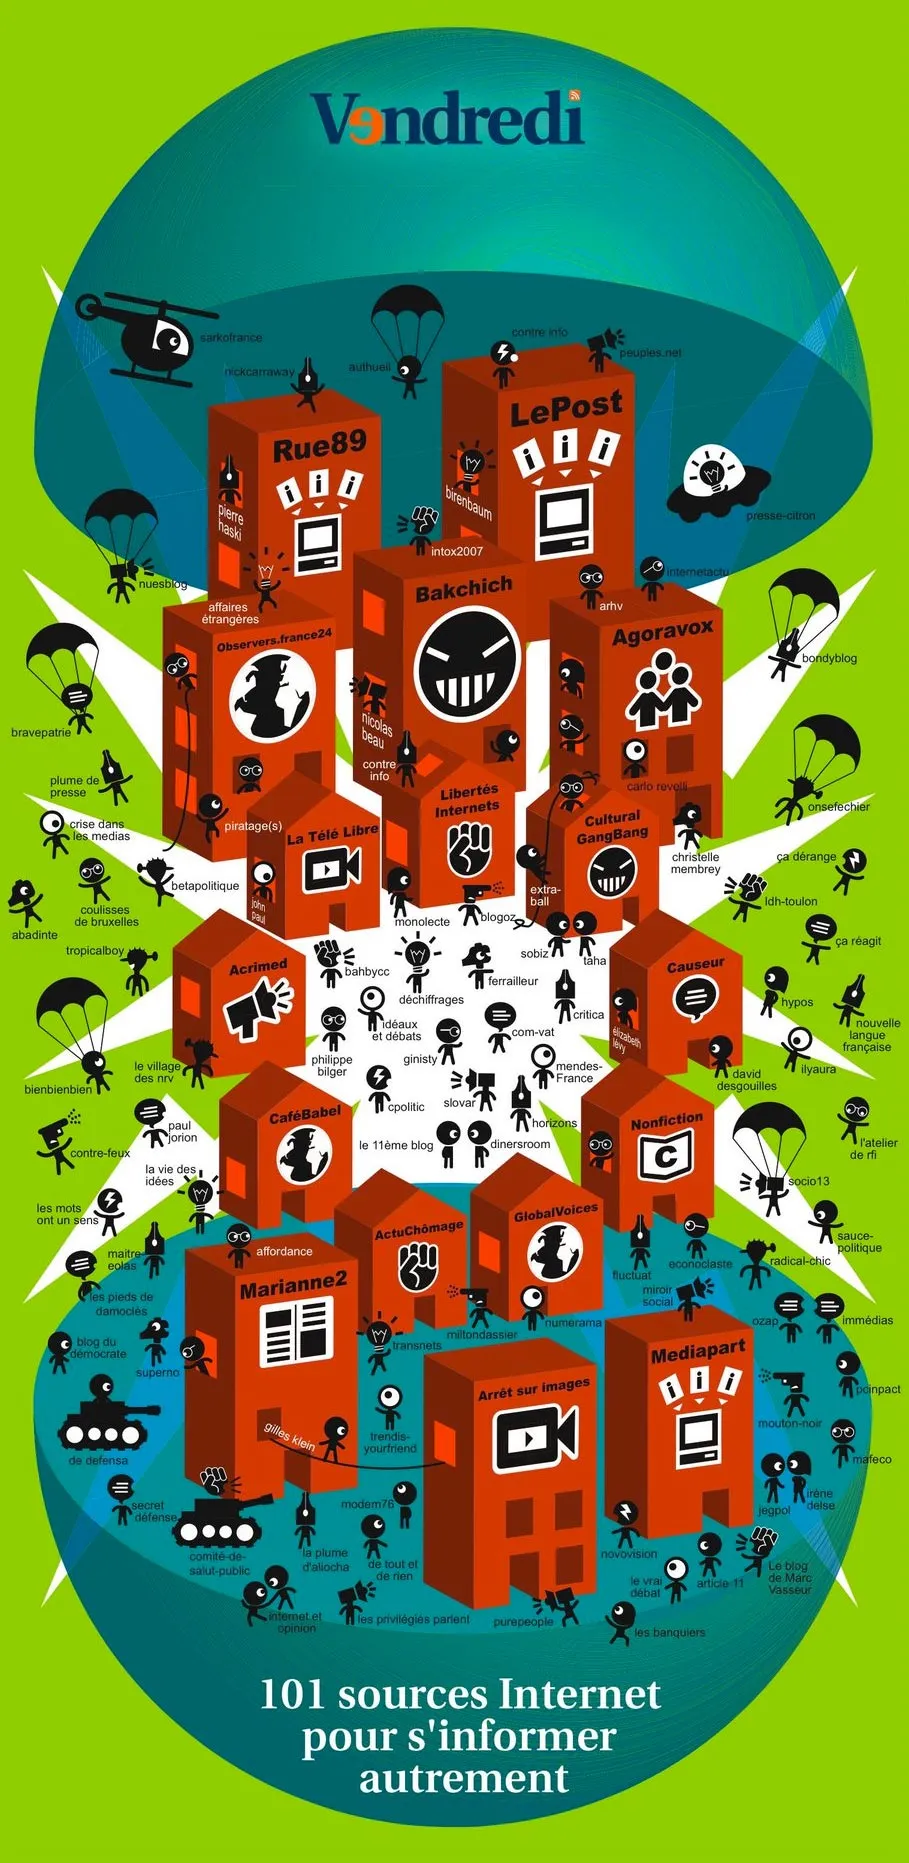 Vendredi
contre info
sarkofrance
peuples.net
authueil
nickcarraway
LePost
Rue89
birenbaum
pierre
haski
presse-citron
intox2007
nuesblog
internetactu
Bakchich
affaires
étrangères
arhv
Agoravox
Observers.france24
bondyblog
nicolas
beau
bravepatrie
contre
info
plume de
presse
carlo revelli
Libertés
Internets
onsefechier
crise dans
les medias
piratage(s)
La Télé Libre
Cultural
GangBang
christelle
membrey
ça dérange
betapolitique
extra-
ball
john
paul
coulisses
de bruxelles
ldh-toulon
monolecte
blogoz
abadinte
ça réagit
tropicalboy
sobiz
taha
Acrimed
bahbycc
Causeur
ferrailleur
déchiffrages
hypos
critica
idéaux
et débats
com-vat
nouvelle
langue
française
élizabeth
lévy
philippe
bilger
ginisty
le village
des nrv
mendes-
France
ilyaura
david
desgouilles
bienbienbien
cpolitic
slovar
CaféBabel
horizons
Nonfiction
paul
jorion
contre-feux
le 11ème blog
dinersroom
l'atelier
de rfi
C
la vie des
idées
socio13
les mots
ont un sens
ActuChômage
GlobalVoices
sauce-
politique
maitre
eolas
affordance
radical-chic
econoclaste
fluctuat
Marianne2
miroir
social
les pieds de
damoclès
ozap
immédias
miltondassier
numerama
blog du
démocrate
transnets
Mediapart
superno
Arrêt sur images
pcinpact
mouton-noir
gilles klein
trendis-
yourfriend
de defensa
mafeco
secret
défense
modem76
jegpol
iréne
delse
comité-de-
salut-public
la plume
d'aliocha
de tout et
de rien
novovision
le vrai
débat
article 11
Le blog
de Marc
Vasseur
internet et
opinion
les privilégiés parlent
purepeople
les banquiers
101 sources Internet
pour s'informer
autrement